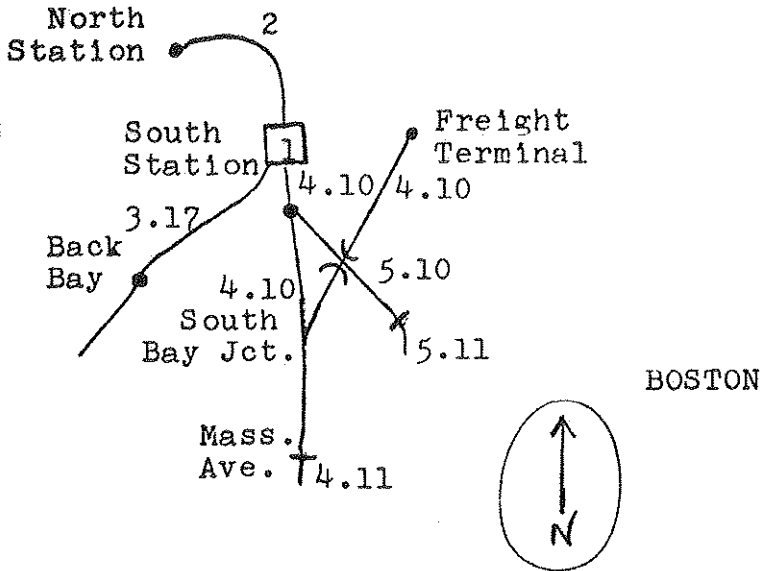 North
Station
2
South
Station
1
Freight
Terminal
4.10
4.10
3.17
Back
Bay
4.10
5.10
South
Bay Jct.
5.11
BOSTON
Mass.
Ave.
4.11
N